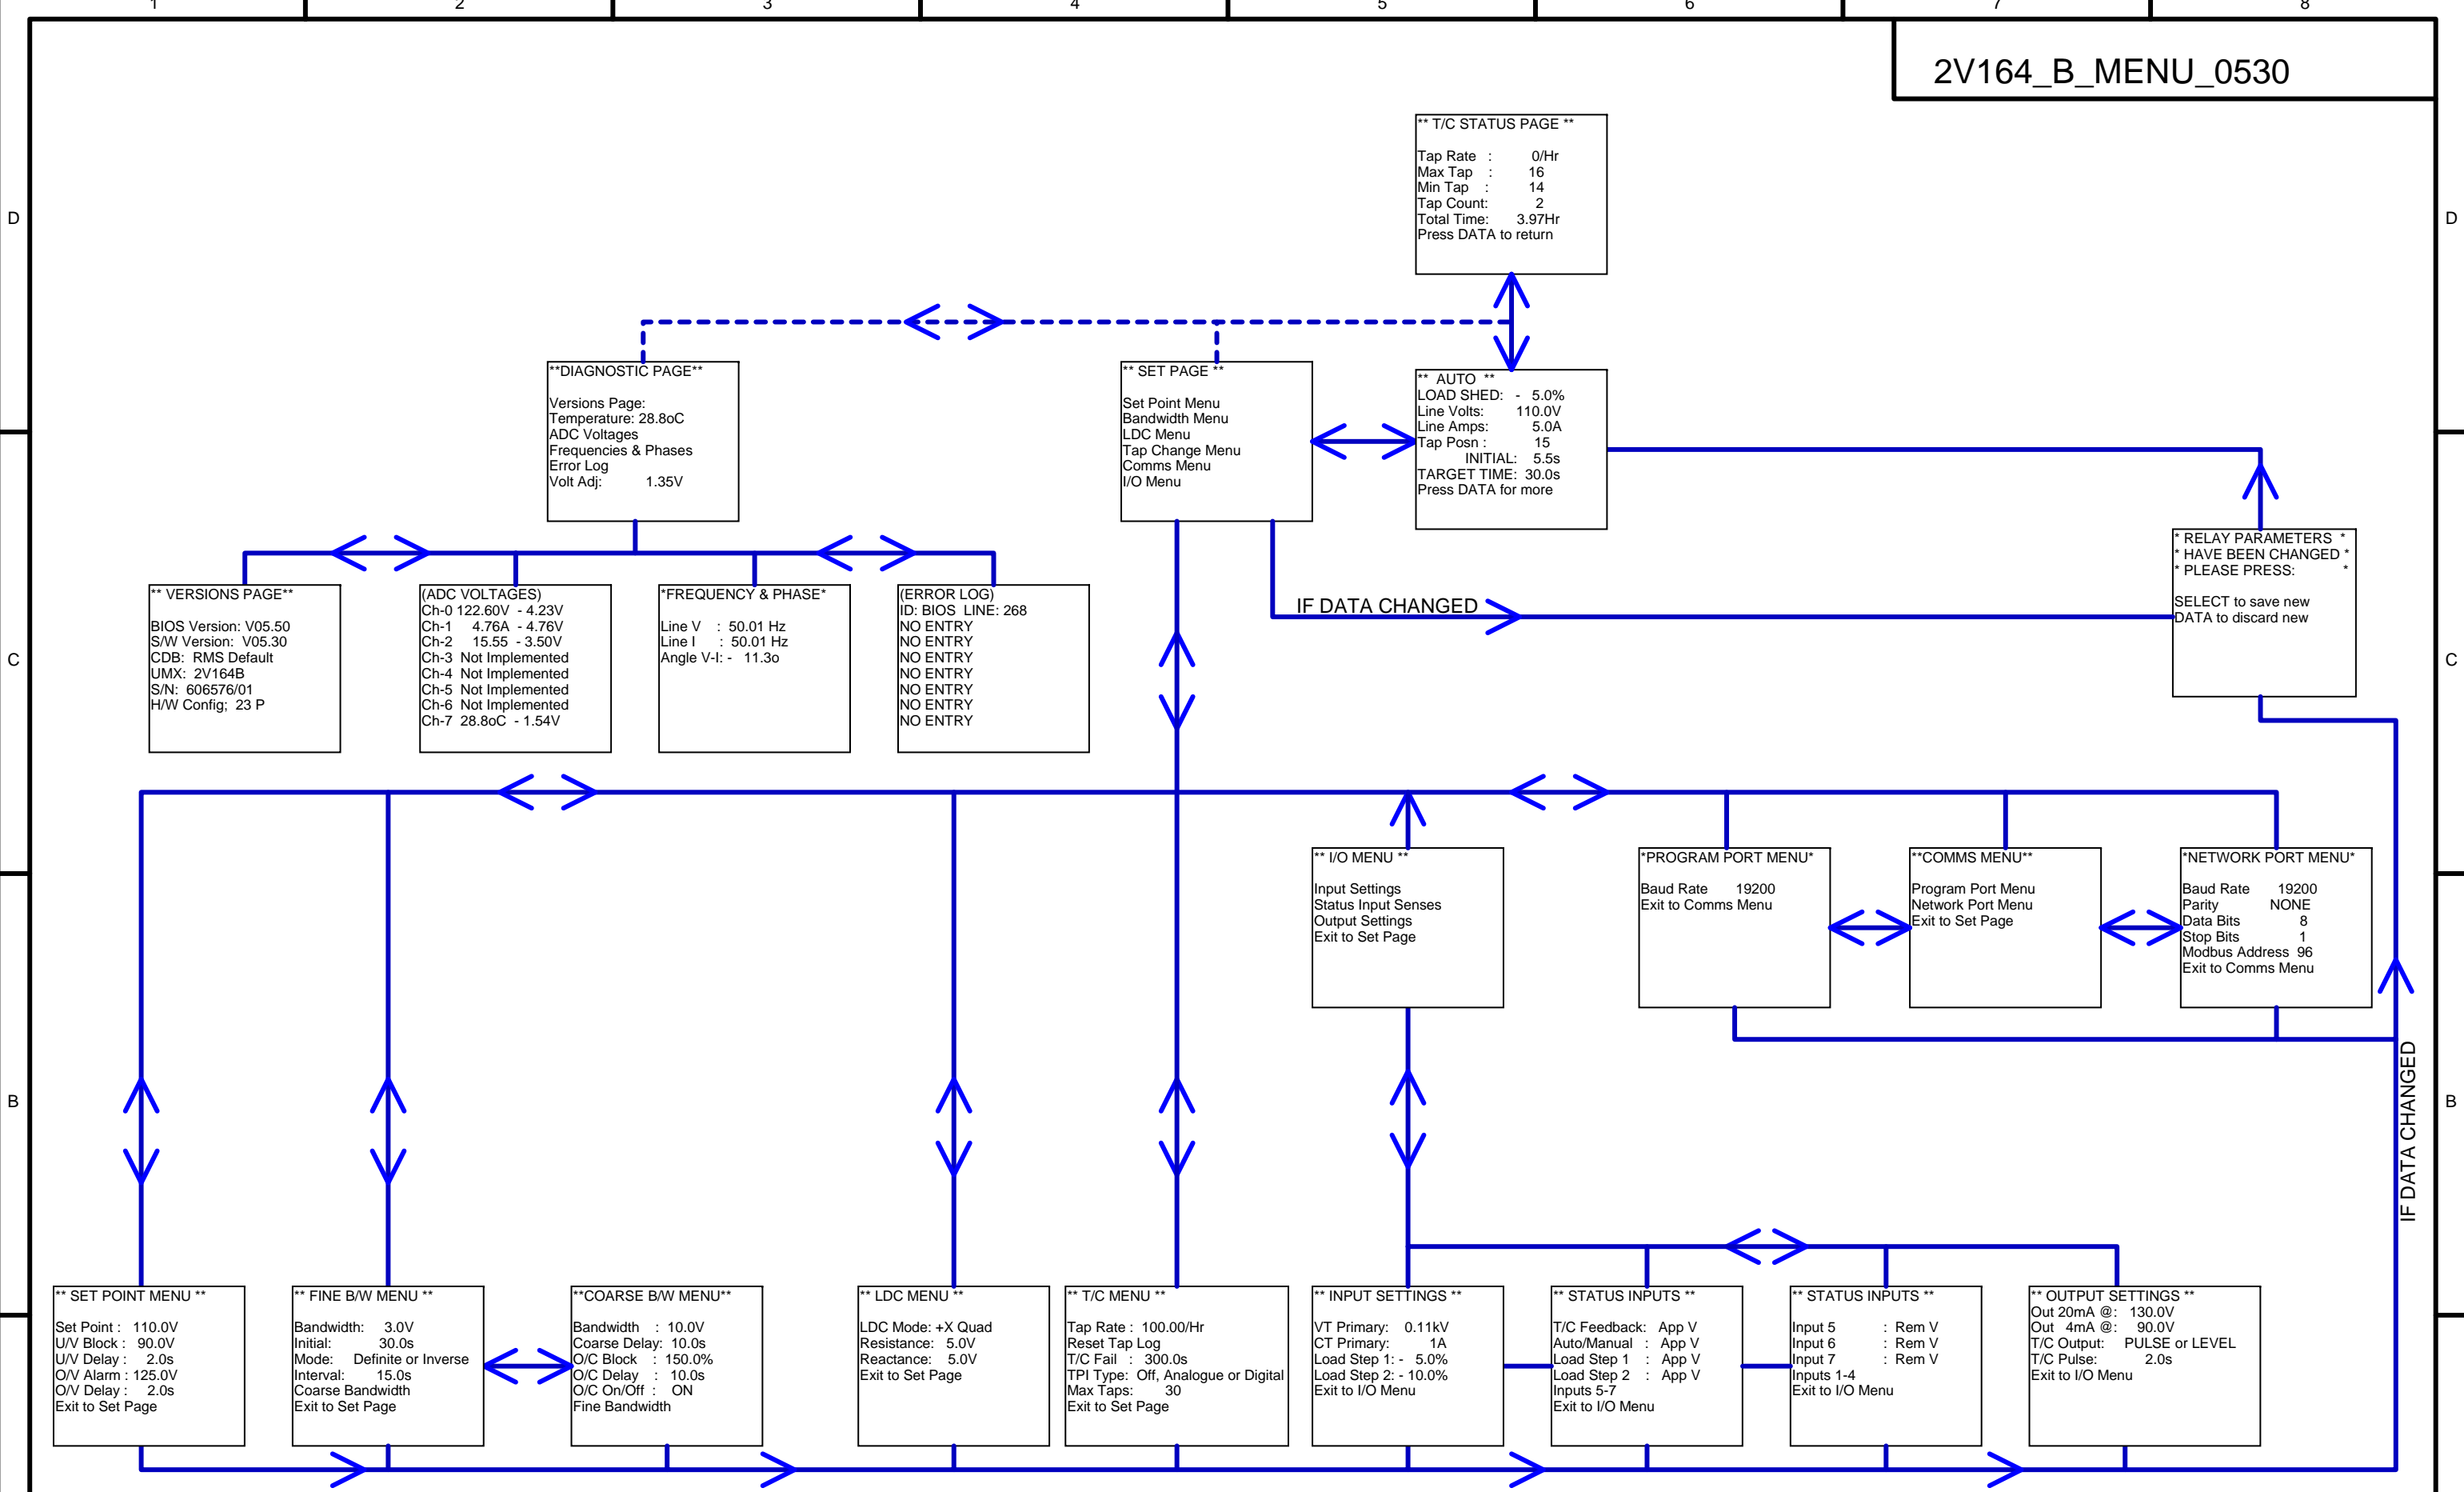 1 2 3 4 5 6 7 8
2V164_B_MENU_0530
** T/C STATUS PAGE **
Tap Rate : 0/Hr
Max Tap : 16
Min Tap : 14
Tap Count: 2
Total Time: 3.97Hr
Press DATA to return
D D
**DIAGNOSTIC PAGE**
Versions Page:
Temperature: 28.8oC
ADC Voltages
Frequencies & Phases
Error Log
Volt Adj: 1.35V
** SET PAGE **
Set Point Menu
Bandwidth Menu
LDC Menu
Tap Change Menu
Comms Menu
I/O Menu
** AUTO **
LOAD SHED: - 5.0%
Line Volts: 110.0V
Line Amps: 5.0A
Tap Posn : 15
INITIAL: 5.5s
TARGET TIME: 30.0s
Press DATA for more
* RELAY PARAMETERS *
* HAVE BEEN CHANGED *
* PLEASE PRESS: *
SELECT to save new
DATA to discard new
IF DATA CHANGED
** VERSIONS PAGE**
BIOS Version: V05.50
S/W Version: V05.30
CDB: RMS Default
UMX: 2V164B
S/N: 606576/01
H/W Config; 23 P
(ADC VOLTAGES)
Ch-0 122.60V - 4.23V
Ch-1 4.76A - 4.76V
Ch-2 15.55 - 3.50V
Ch-3 Not Implemented
Ch-4 Not Implemented
Ch-5 Not Implemented
Ch-6 Not Implemented
Ch-7 28.8oC - 1.54V
*FREQUENCY & PHASE*
Line V : 50.01 Hz
Line I : 50.01 Hz
Angle V-I: - 11.3o
(ERROR LOG)
ID: BIOS LINE: 268
NO ENTRY
NO ENTRY
NO ENTRY
NO ENTRY
NO ENTRY
NO ENTRY
NO ENTRY
C C
** I/O MENU **
Input Settings
Status Input Senses
Output Settings
Exit to Set Page
*PROGRAM PORT MENU*
Baud Rate 19200
Exit to Comms Menu
**COMMS MENU**
Program Port Menu
Network Port Menu
Exit to Set Page
*NETWORK PORT MENU*
Baud Rate 19200
Parity NONE
Data Bits 8
Stop Bits 1
Modbus Address 96
Exit to Comms Menu
IF DATA CHANGED
B B
** SET POINT MENU **
Set Point : 110.0V
U/V Block : 90.0V
U/V Delay : 2.0s
O/V Alarm : 125.0V
O/V Delay : 2.0s
Exit to Set Page
** FINE B/W MENU **
Bandwidth: 3.0V
Initial: 30.0s
Mode: Definite or Inverse
Interval: 15.0s
Coarse Bandwidth
Exit to Set Page
**COARSE B/W MENU**
Bandwidth : 10.0V
Coarse Delay: 10.0s
O/C Block : 150.0%
O/C Delay : 10.0s
O/C On/Off : ON
Fine Bandwidth
** LDC MENU **
LDC Mode: +X Quad
Resistance: 5.0V
Reactance: 5.0V
Exit to Set Page
** T/C MENU **
Tap Rate : 100.00/Hr
Reset Tap Log
T/C Fail : 300.0s
TPI Type: Off, Analogue or Digital
Max Taps: 30
Exit to Set Page
** INPUT SETTINGS **
VT Primary: 0.11kV
CT Primary: 1A
Load Step 1: - 5.0%
Load Step 2: - 10.0%
Exit to I/O Menu
** STATUS INPUTS **
T/C Feedback: App V
Auto/Manual : App V
Load Step 1 : App V
Load Step 2 : App V
Inputs 5-7
Exit to I/O Menu
** STATUS INPUTS **
Input 5 : Rem V
Input 6 : Rem V
Input 7 : Rem V
Inputs 1-4
Exit to I/O Menu
** OUTPUT SETTINGS **
Out 20mA @: 130.0V
Out 4mA @: 90.0V
T/C Output: PULSE or LEVEL
T/C Pulse: 2.0s
Exit to I/O Menu